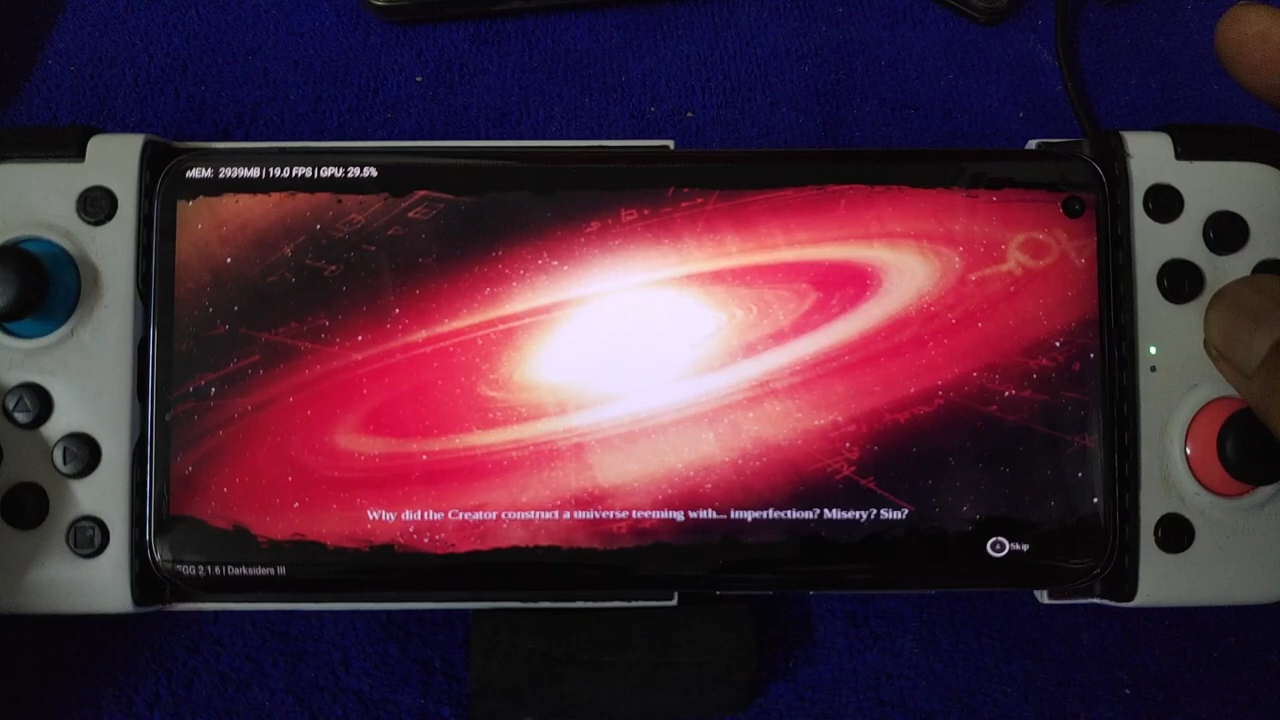 MEM: 2939MB | 19.0 FPS | GPU: 29.5%
Why did the Creator construct a universe teeming with... imperfection? Misery? Sin?
Skip
EGG 2.1.6 | Darksiders III